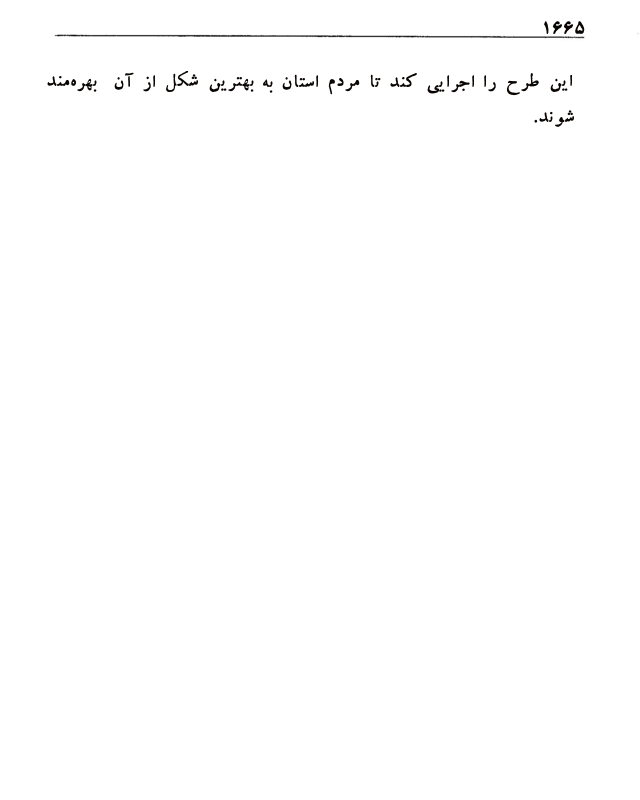 ۱۶۶۵
این طرح را اجرایی کند تا مردم استان به بهترین شکل از آن بهره‌مند
شوند.